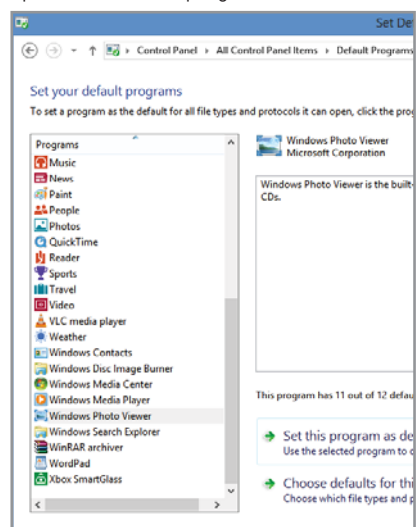 Set De
Control Panel ▸ All Control Panel Items ▸ Default Programs
Set your default programs
To set a program as the default for all file types and protocols it can open, click the pro
Programs
Music
News
Paint
People
Photos
QuickTime
Reader
Sports
Travel
Video
VLC media player
Weather
Windows Contacts
Windows Disc Image Burner
Windows Media Center
Windows Media Player
Windows Photo Viewer
Windows Search Explorer
WinRAR archiver
WordPad
Xbox SmartGlass
Windows Photo Viewer
Microsoft Corporation
Windows Photo Viewer is the built-
CDs.
This program has 11 out of 12 defau
Set this program as de
Use the selected program to o
Choose defaults for thi
Choose which file types and p